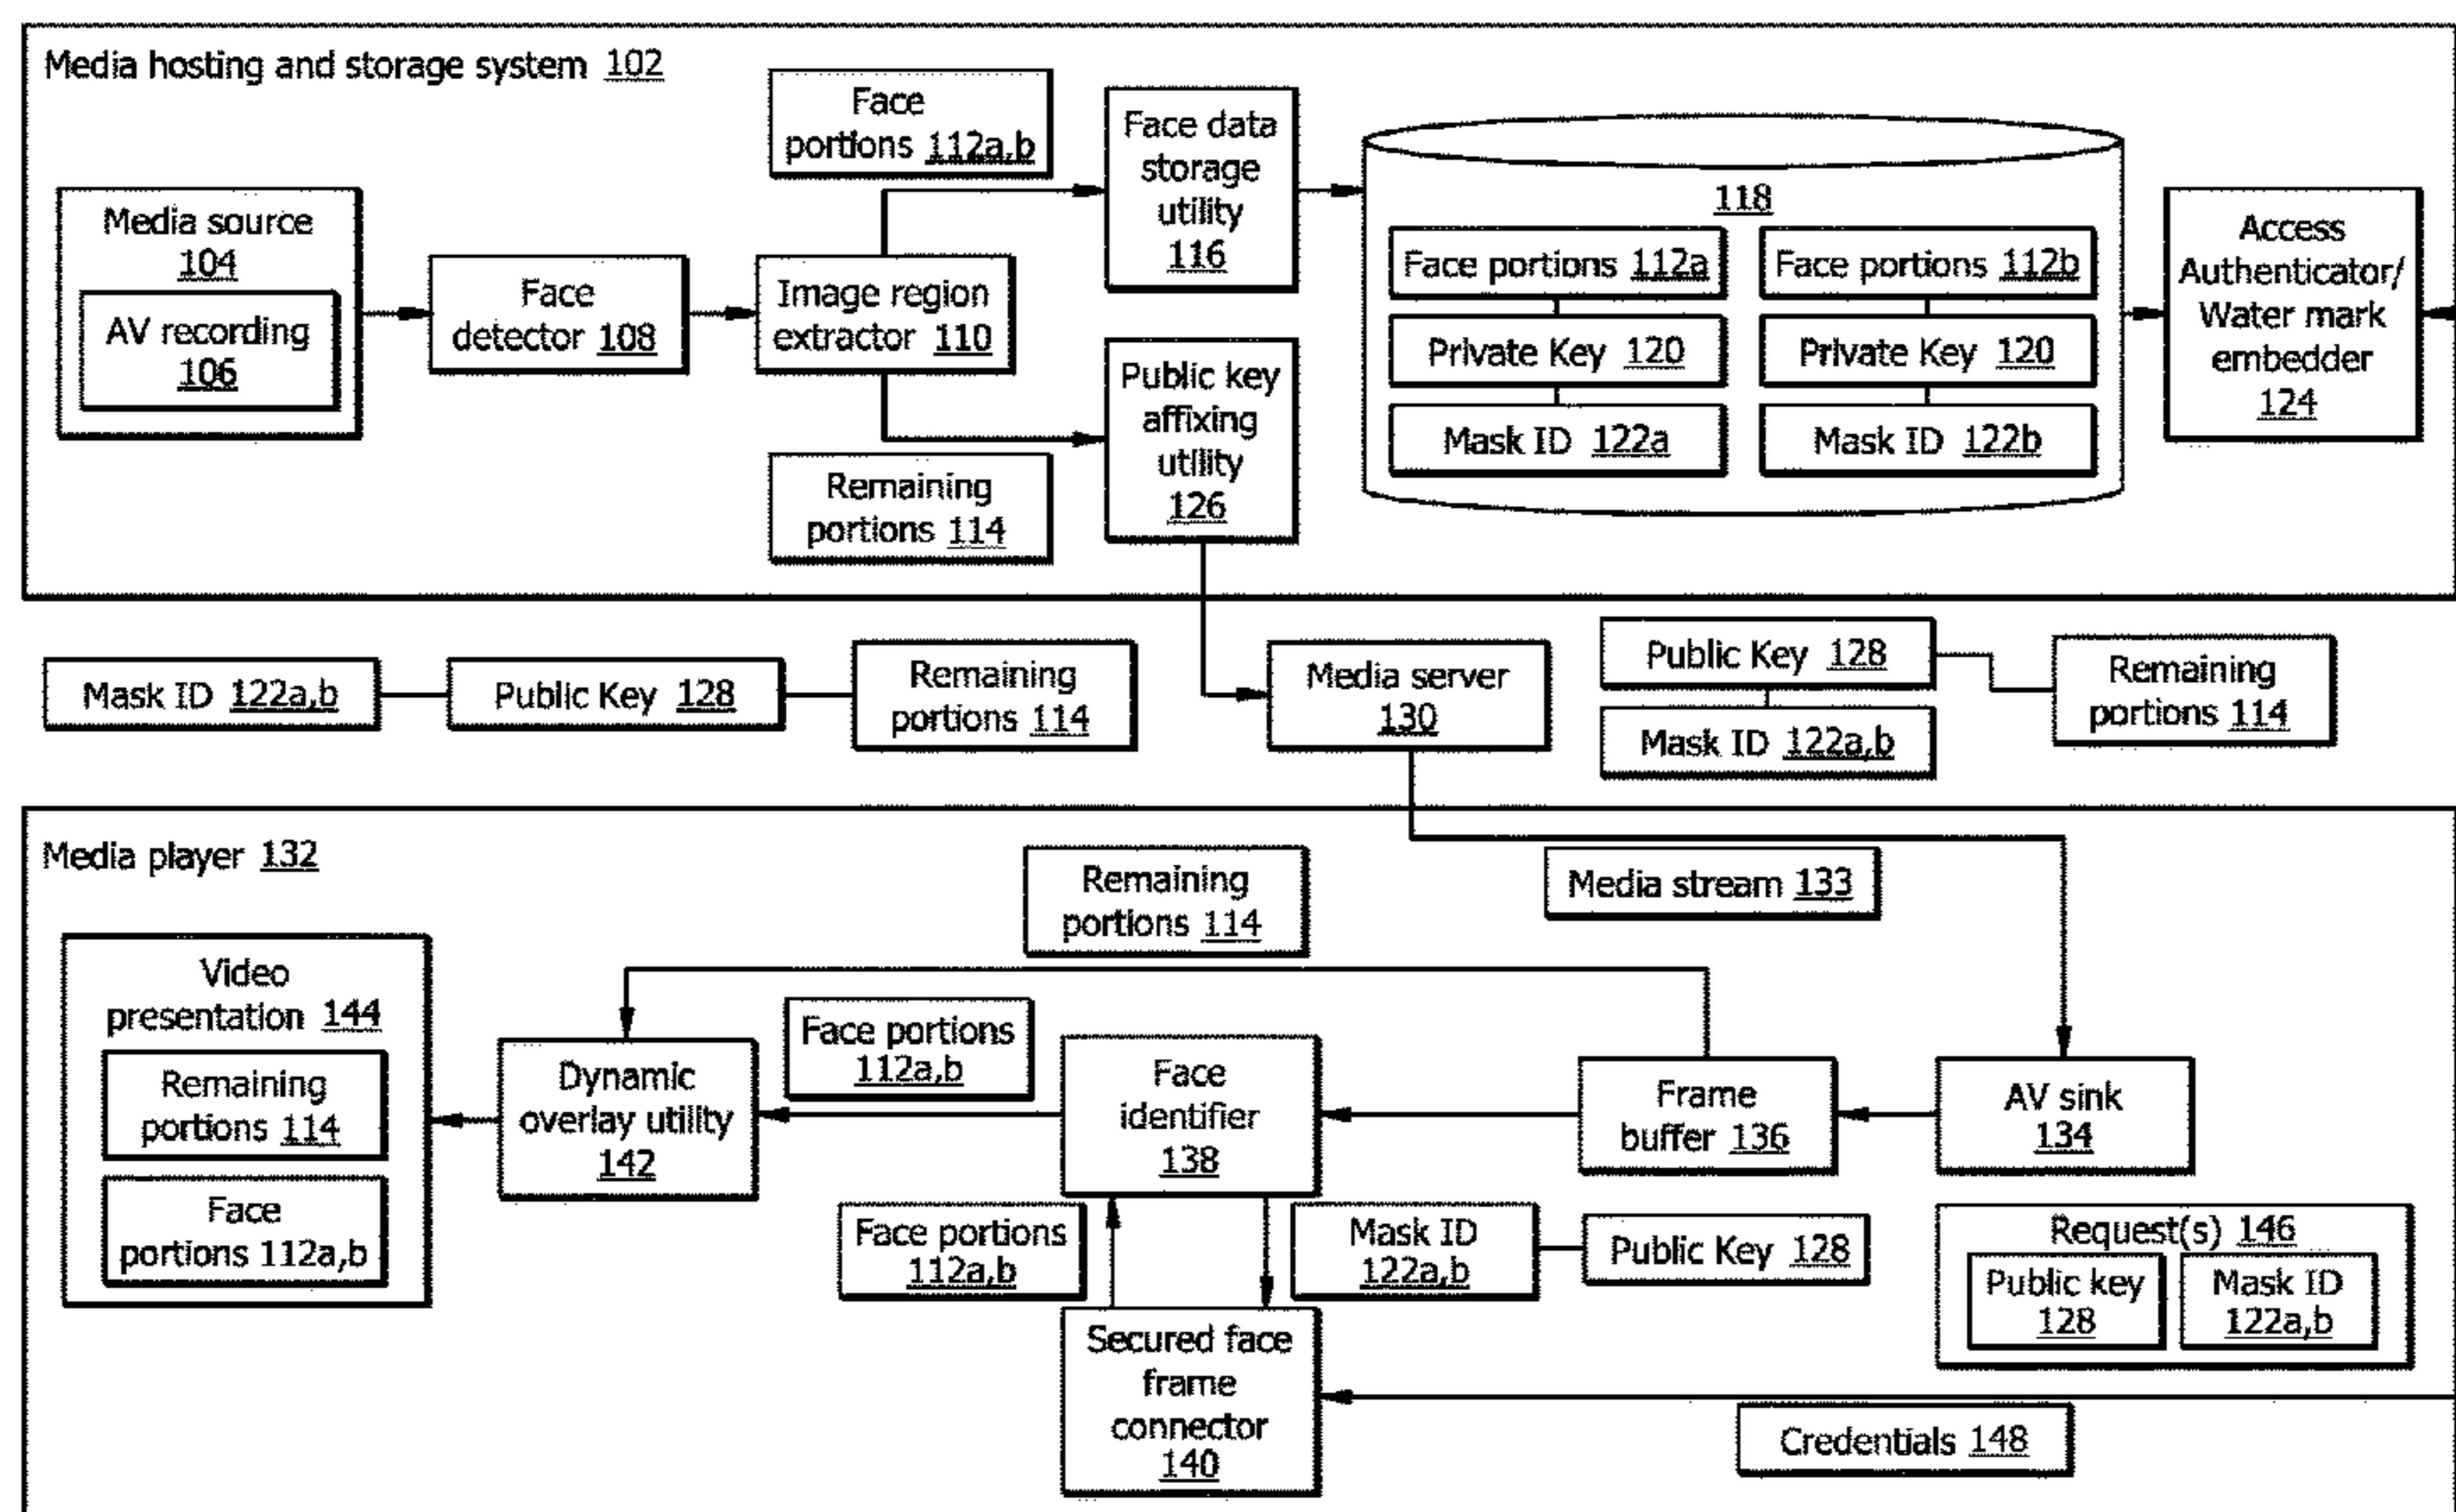 Media hosting and storage system 102
Face
portions 112a,b
Media source
104
AV recording
106
Face
detector 108
Image region
extractor 110
Remaining
portions 114
Face data
storage
utility
116
Public key
affixing
utility
126
118
Face portions 112a
Private Key 120
Mask ID 122a
Face portions 112b
Private Key 120
Mask ID 122b
Access
Authenticator/
Water mark
embedder
124
Mask ID 122a,b
Public Key 128
Remaining
portions 114
Media server
130
Public Key 128
Mask ID 122a,b
Remaining
portions 114
Media player 132
Remaining
portions 114
Media stream 133
Video
presentation 144
Remaining
portions 114
Face
portions 112a,b
Dynamic
overlay utility
142
Face portions
112a,b
Face
identifier
138
Frame
buffer 136
AV sink
134
Face portions
112a,b
Mask ID
122a,b
Public Key 128
Request(s) 146
Public key
128
Mask ID
122a,b
Secured face
frame
connector
140
Credentials 148